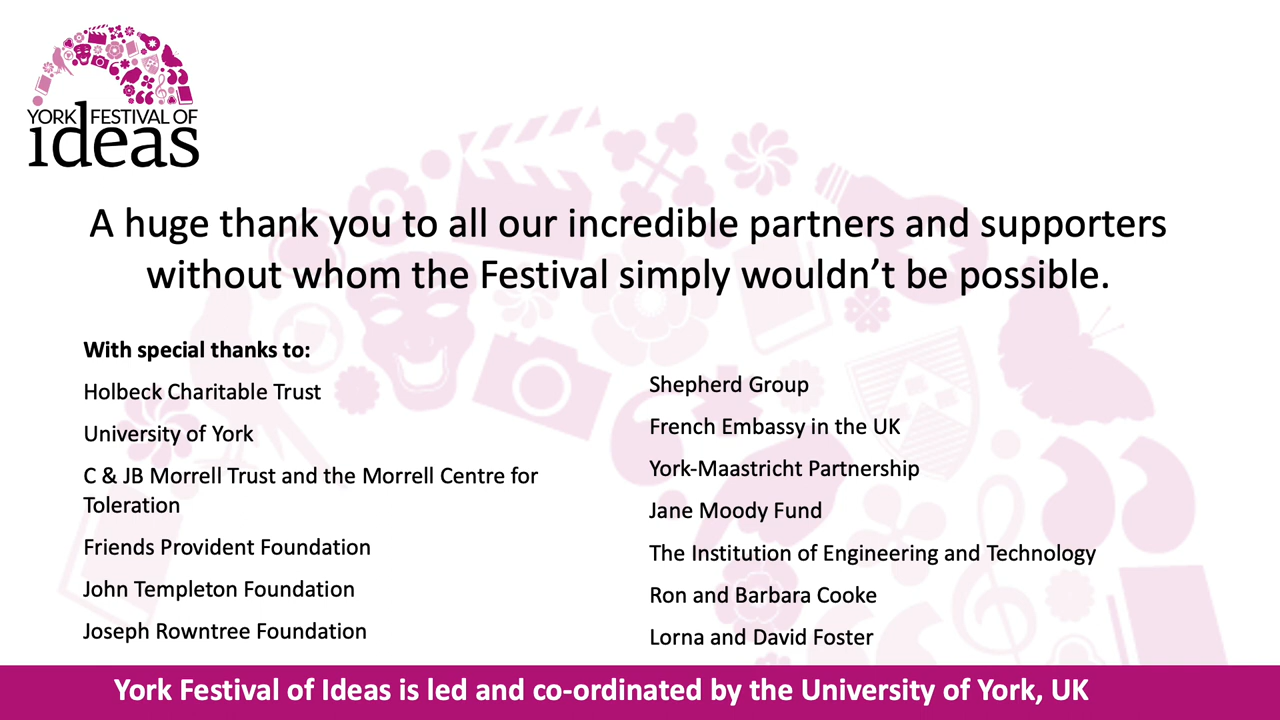 YORK FESTIVAL OF
ideas
A huge thank you to all our incredible partners and supporters
without whom the Festival simply wouldn’t be possible.
With special thanks to:
Holbeck Charitable Trust
University of York
C & JB Morrell Trust and the Morrell Centre for
Toleration
Friends Provident Foundation
John Templeton Foundation
Joseph Rowntree Foundation
Shepherd Group
French Embassy in the UK
York-Maastricht Partnership
Jane Moody Fund
The Institution of Engineering and Technology
Ron and Barbara Cooke
Lorna and David Foster
York Festival of Ideas is led and co-ordinated by the University of York, UK